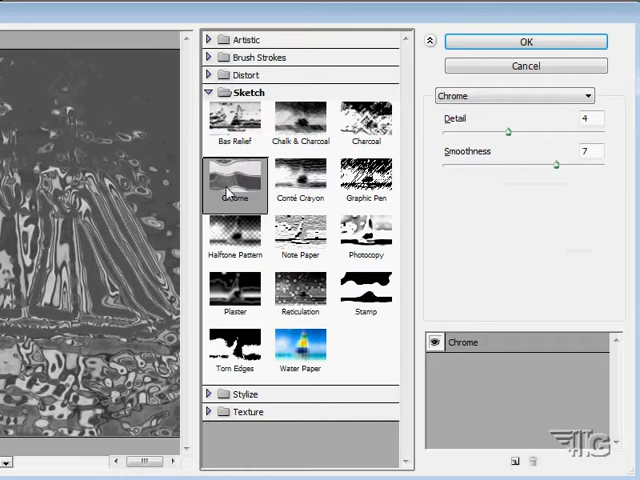 Artistic
Brush Strokes
Distort
Sketch
Bas Relief
Chalk & Charcoal
Charcoal
Chrome
Conté Crayon
Graphic Pen
Halftone Pattern
Note Paper
Photocopy
Plaster
Reticulation
Stamp
Torn Edges
Water Paper
Stylize
Texture
OK
Cancel
Chrome
Detail
4
Smoothness
7
Chrome